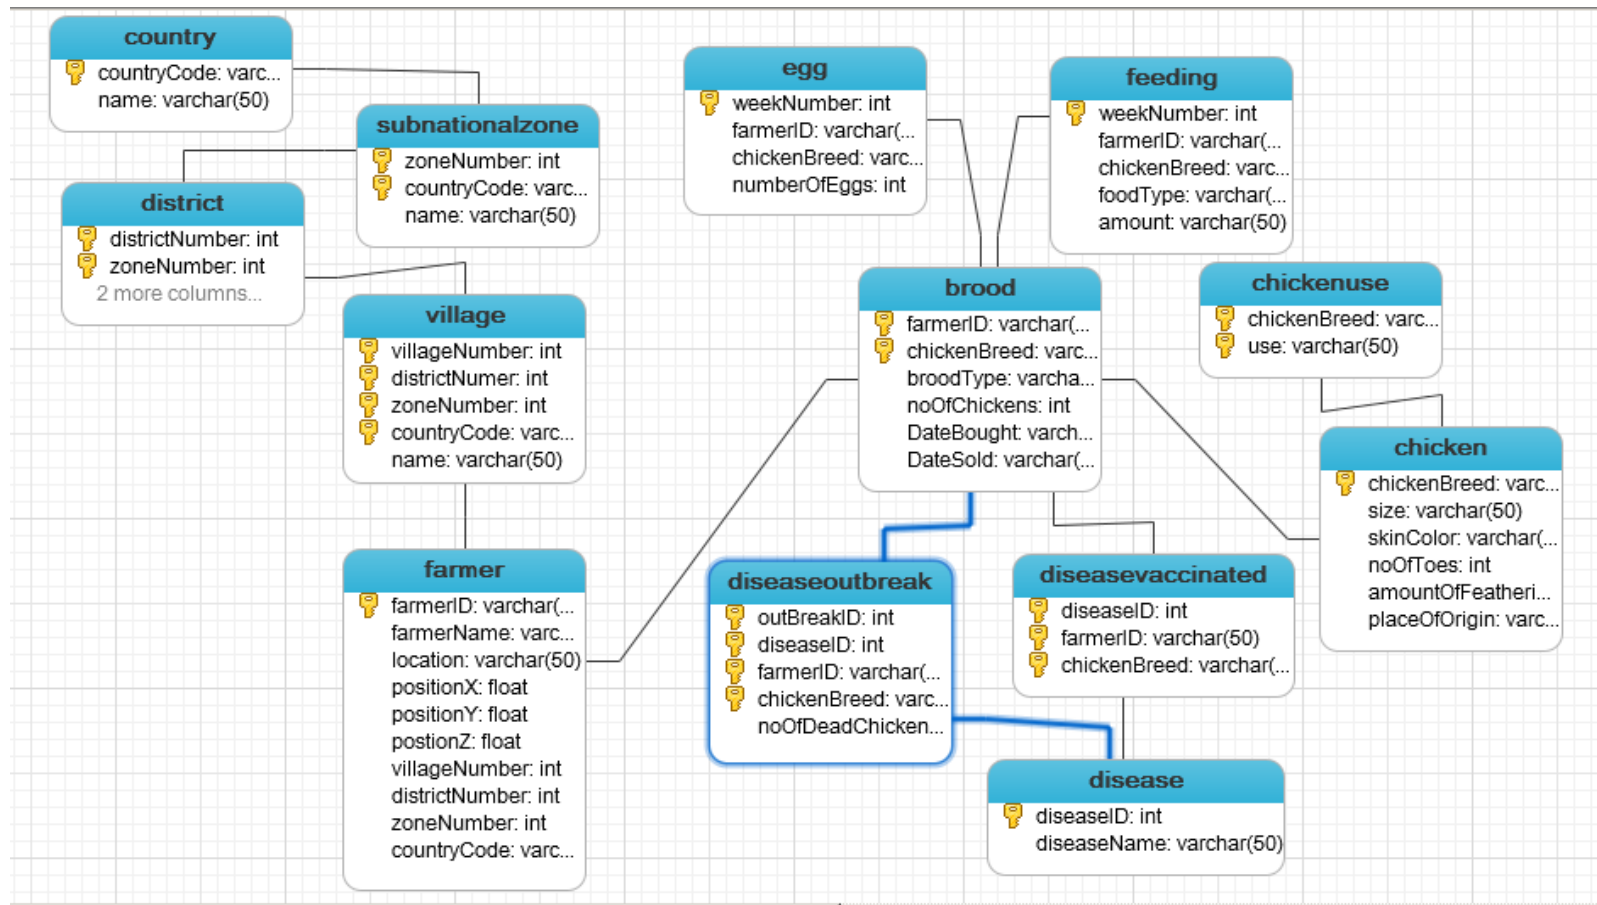 country
countryCode: varc...
name: varchar(50)
subnationalzone
zoneNumber: int
countryCode: varc...
name: varchar(50)
district
districtNumber: int
zoneNumber: int
2 more columns...
village
villageNumber: int
districtNumer: int
zoneNumber: int
countryCode: varc...
name: varchar(50)
farmer
farmerID: varchar(...
farmerName: varc...
location: varchar(50)
positionX: float
positionY: float
postionZ: float
villageNumber: int
districtNumber: int
zoneNumber: int
countryCode: varc...
egg
weekNumber: int
farmerID: varchar(...
chickenBreed: varc...
numberOfEggs: int
feeding
weekNumber: int
farmerID: varchar(...
chickenBreed: varc...
foodType: varchar(...
amount: varchar(50)
brood
farmerID: varchar(...
chickenBreed: varc...
broodType: varcha...
noOfChickens: int
DateBought: varch...
DateSold: varchar(...
chickenuse
chickenBreed: varc...
use: varchar(50)
chicken
chickenBreed: varc...
size: varchar(50)
skinColor: varchar(...
noOfToes: int
amountOfFeatheri...
placeOfOrigin: varc...
diseaseoutbreak
outBreakID: int
diseaseID: int
farmerID: varchar(...
chickenBreed: varc...
noOfDeadChicken...
diseasevaccinated
diseaseID: int
farmerID: varchar(50)
chickenBreed: varchar(...
disease
diseaseID: int
diseaseName: varchar(50)